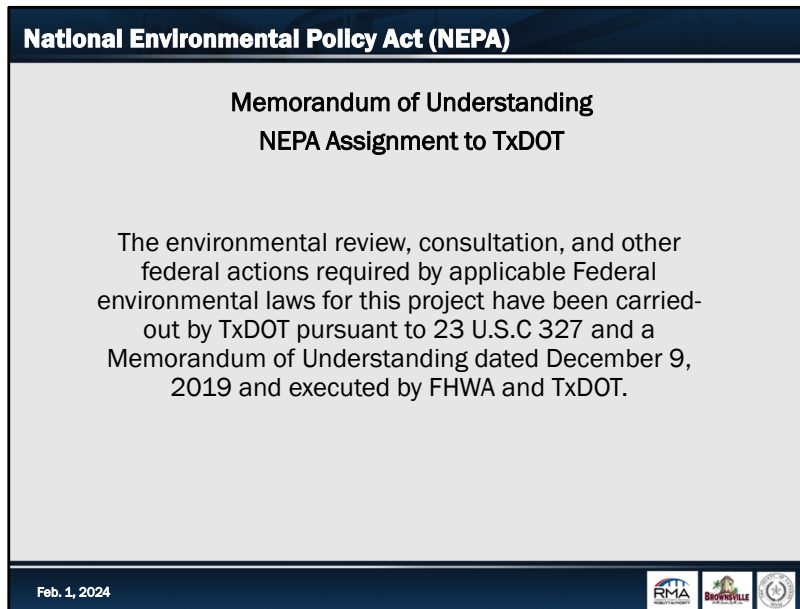 National Environmental Policy Act (NEPA)
Memorandum of Understanding
NEPA Assignment to TxDOT
The environmental review, consultation, and other
federal actions required by applicable Federal
environmental laws for this project have been carried-
out by TxDOT pursuant to 23 U.S.C 327 and a
Memorandum of Understanding dated December 9,
2019 and executed by FHWA and TxDOT.
Feb. 1, 2024
RMA
MOBILITY AUTHORITY
BROWNSVILLE